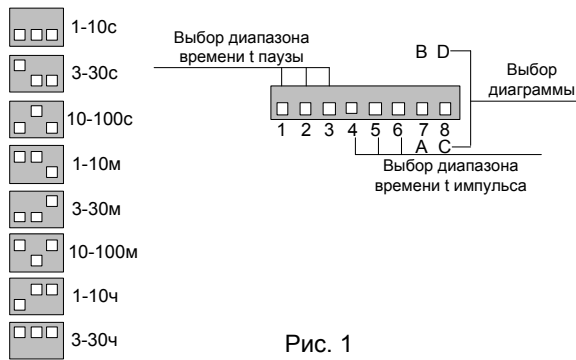 1-10с
3-30с
10-100с
1-10м
3-30м
10-100м
1-10ч
3-30ч
Выбор диапазона
времени t паузы
B D
Выбор
диаграммы
1 2 3 4 5 6 7 8
A C
Выбор диапазона
времени t импульса
Рис. 1